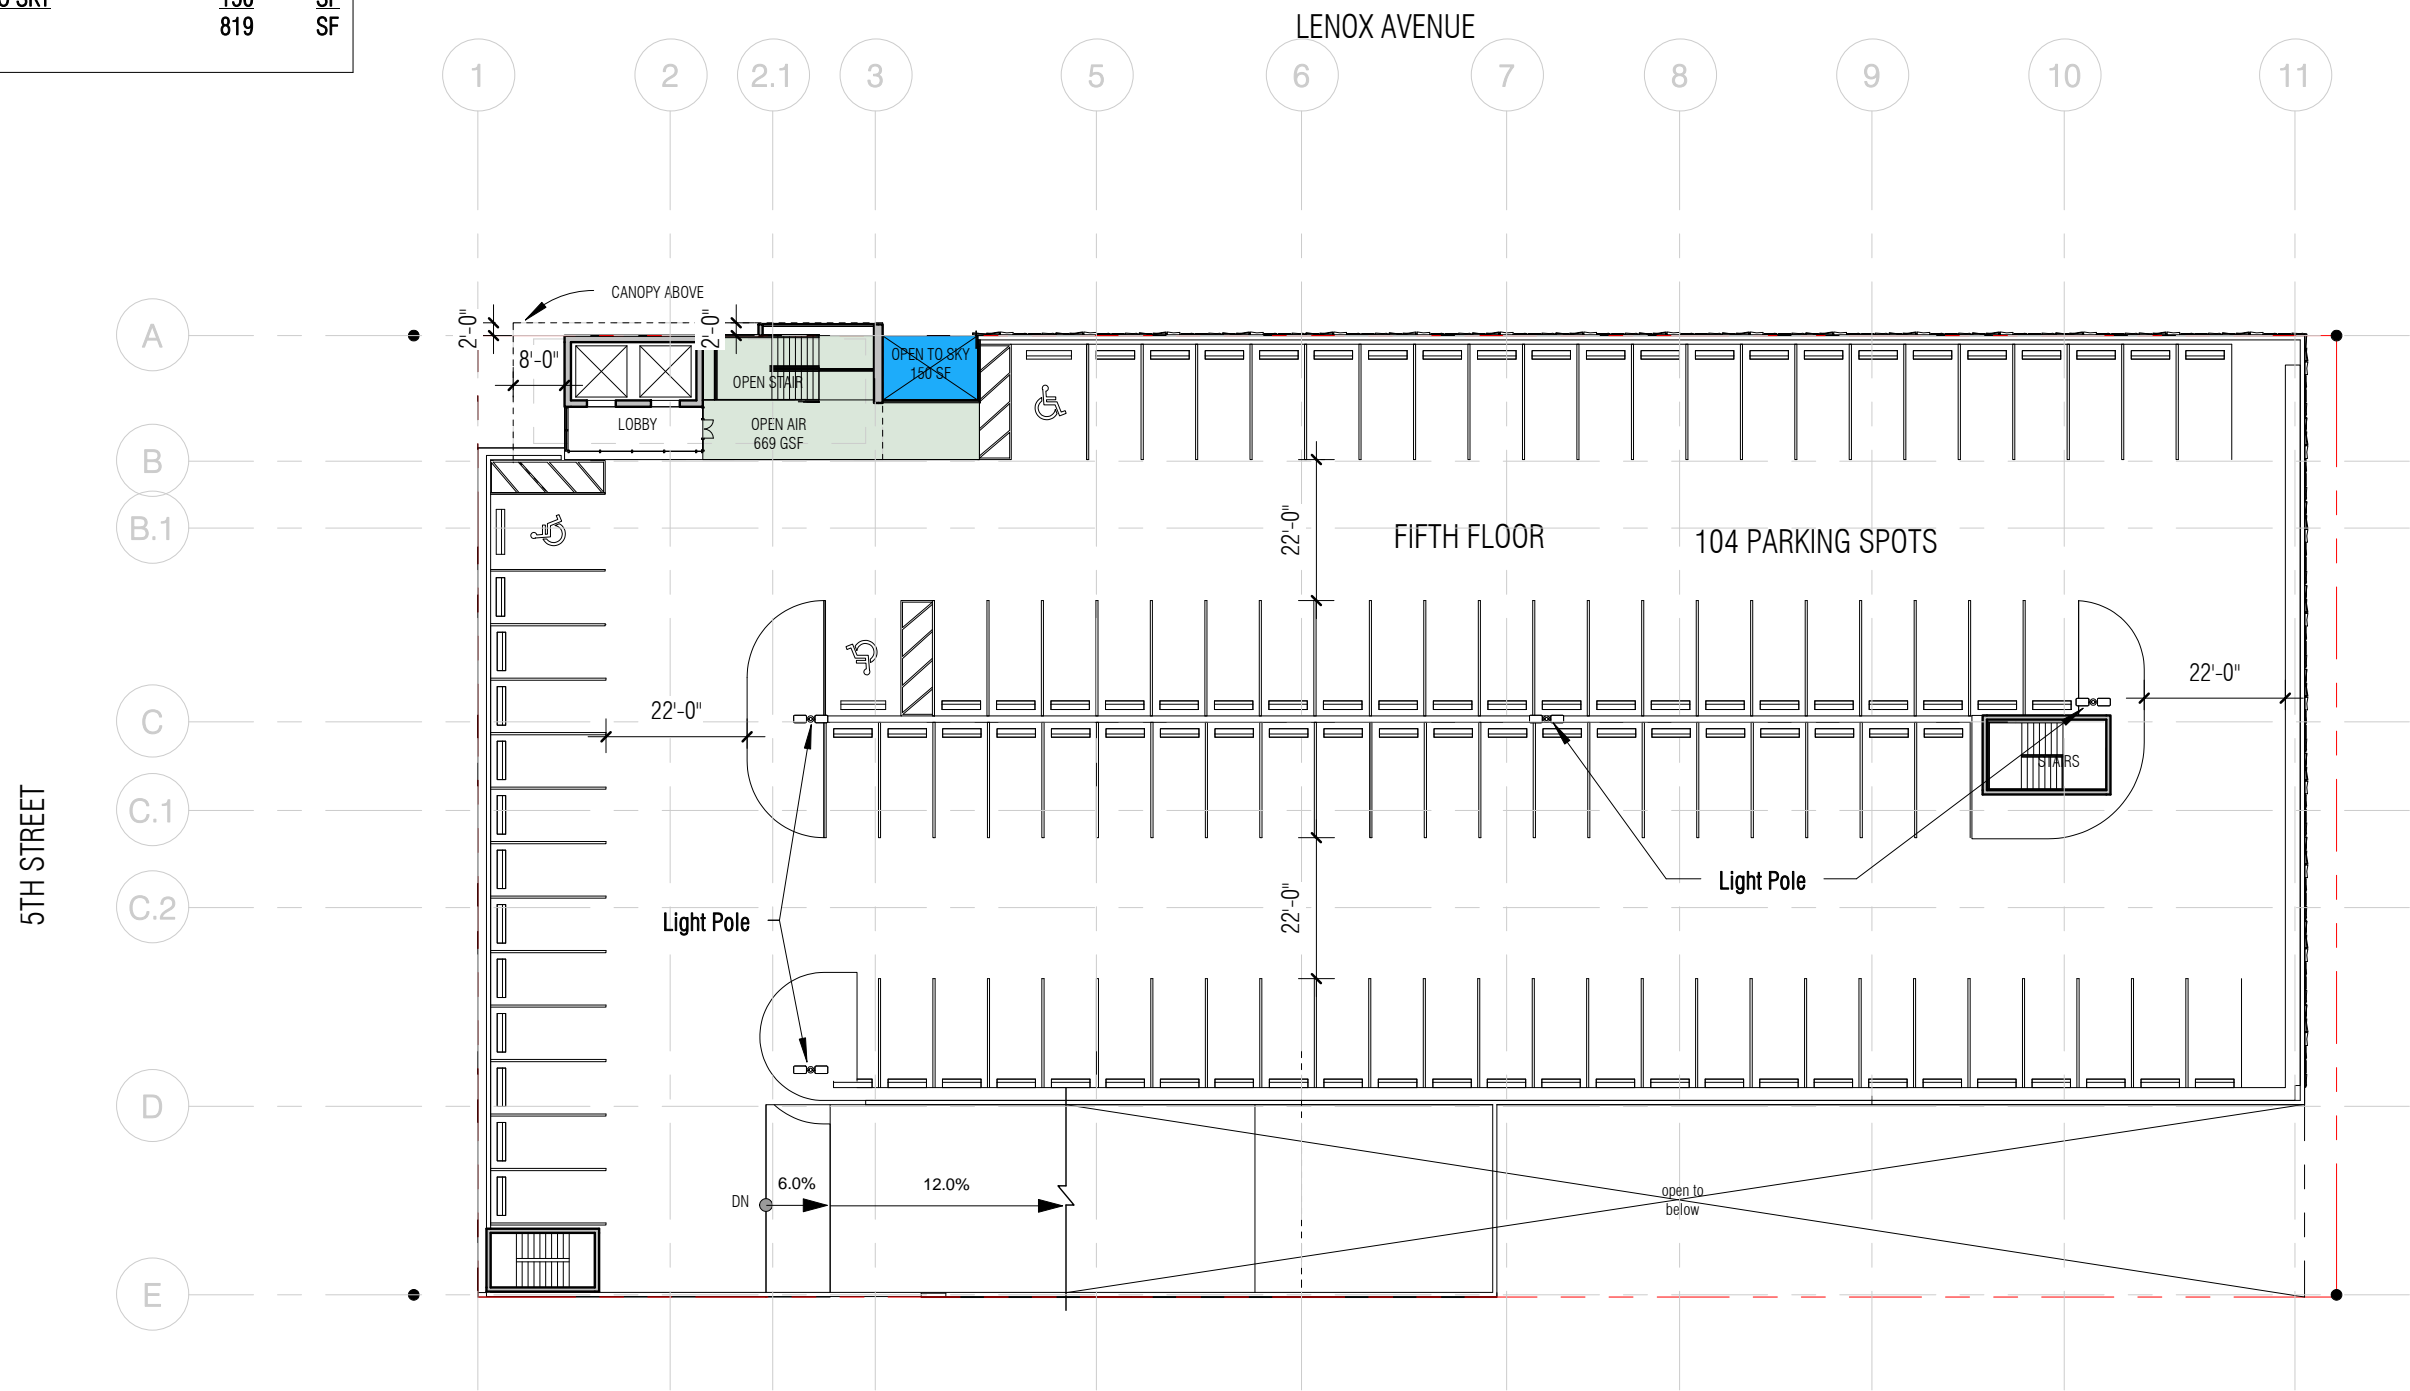 819 SF
LENOX AVENUE
1 2 2.1 3 5 6 7 8 9 10 11
CANOPY ABOVE
2'-0"
2'-0"
8'-0"
A
OPEN TO SKY
150 SF
OPEN STAIR
LOBBY
OPEN AIR
669 GSF
B
B.1
22'-0"
FIFTH FLOOR
104 PARKING SPOTS
22'-0"
22'-0"
C
STAIRS
C.1
5TH STREET
Light Pole
C.2
22'-0"
Light Pole
D
DN
6.0%
12.0%
open to
below
E